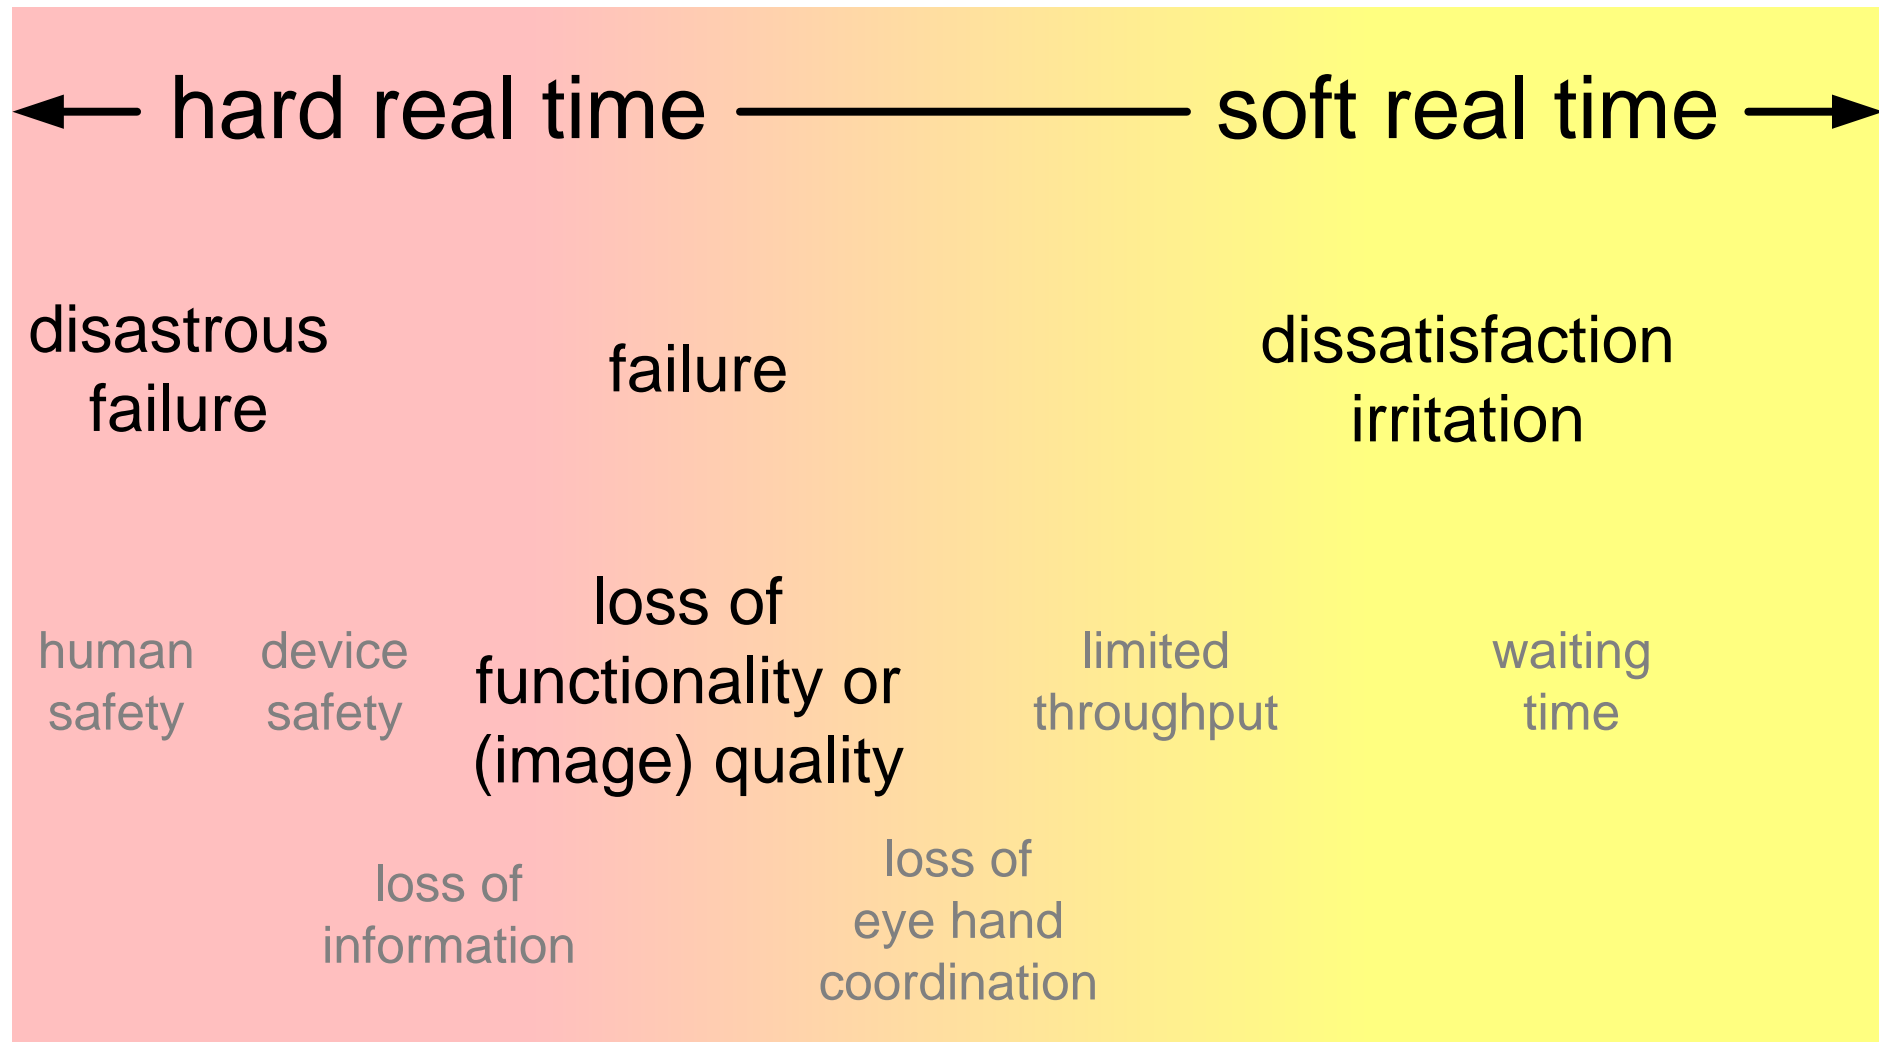 hard real time
soft real time
disastrous
failure
failure
dissatisfaction
irritation
human
safety
device
safety
loss of
functionality or
(image) quality
limited
throughput
waiting
time
loss of
information
loss of
eye hand
coordination